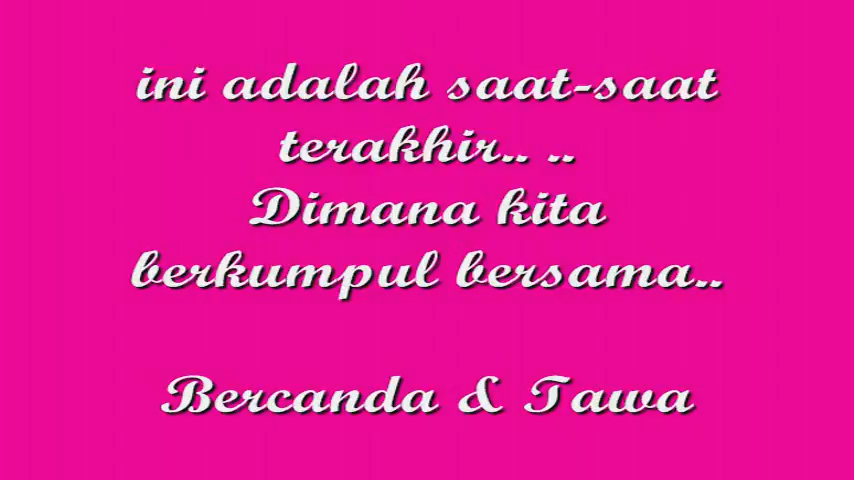 ini adalah saat-saat
terakhir.. ..
Dimana kita
berkumpul bersama..
Bercanda & Tawa